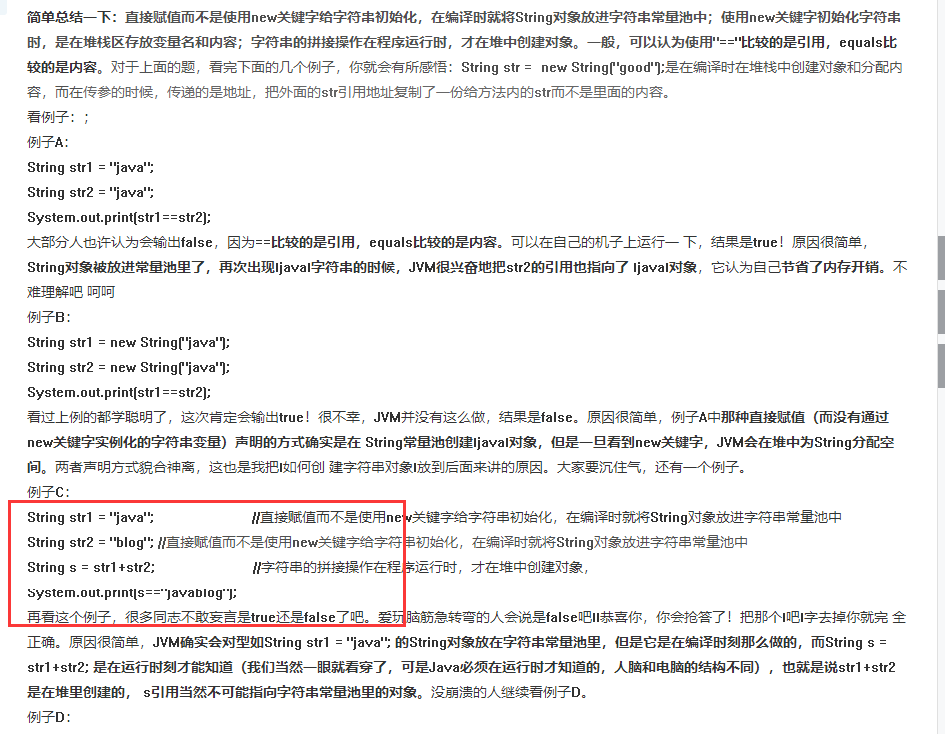 简单总结一下：直接赋值而不是使用new关键字给字符串初始化，在编译时就将String对象放进字符串常量池中；使用new关键字初始化字符串
时，是在堆栈区存放变量名和内容；字符串的拼接操作在程序运行时，才在堆中创建对象。一般，可以认为使用"=="比较的是引用，equals比
较的是内容。对于上面的题，看完下面的几个例子，你就会有所感悟：String str =  new String("good");是在编译时在堆栈中创建对象和分配内
容，而在传参的时候，传递的是地址，把外面的str引用地址复制了一份给方法内的str而不是里面的内容。
看例子：；
例子A：
String str1 = "java";
String str2 = "java";
System.out.print(str1==str2);
大部分人也许认为会输出false，因为==比较的是引用，equals比较的是内容。可以在自己的机子上运行一 下，结果是true！原因很简单，
String对象被放进常量池里了，再次出现ljaval字符串的时候，JVM很兴奋地把str2的引用也指向了 ljaval对象，它认为自己节省了内存开销。不
难理解吧 呵呵
例子B：
String str1 = new String("java");
String str2 = new String("java");
System.out.print(str1==str2);
看过上例的都学聪明了，这次肯定会输出true！很不幸，JVM并没有这么做，结果是false。原因很简单，例子A中那种直接赋值（而没有通过
new关键字实例化的字符串变量）声明的方式确实是在 String常量池创建ljaval对象，但是一旦看到new关键字，JVM会在堆中为String分配空
间。两者声明方式貌合神离，这也是我把l如何创 建字符串对象l放到后面来讲的原因。大家要沉住气，还有一个例子。
例子C：
String str1 = "java"; //直接赋值而不是使用new关键字给字符串初始化，在编译时就将String对象放进字符串常量池中
String str2 = "blog"; //直接赋值而不是使用new关键字给字符串初始化，在编译时就将String对象放进字符串常量池中
String s = str1+str2; //字符串的拼接操作在程序运行时，才在堆中创建对象，
System.out.print(s=="javablog");
再看这个例子，很多同志不敢妄言是true还是false了吧。爱玩脑筋急转弯的人会说是false吧ll恭喜你，你会抢答了！把那个l吧l字去掉你就完 全
正确。原因很简单，JVM确实会对型如String str1 = "java"; 的String对象放在字符串常量池里，但是它是在编译时刻那么做的，而String s =
str1+str2; 是在运行时刻才能知道（我们当然一眼就看穿了，可是Java必须在运行时才知道的，人脑和电脑的结构不同），也就是说str1+str2
是在堆里创建的， s引用当然不可能指向字符串常量池里的对象。没崩溃的人继续看例子D。
例子D：